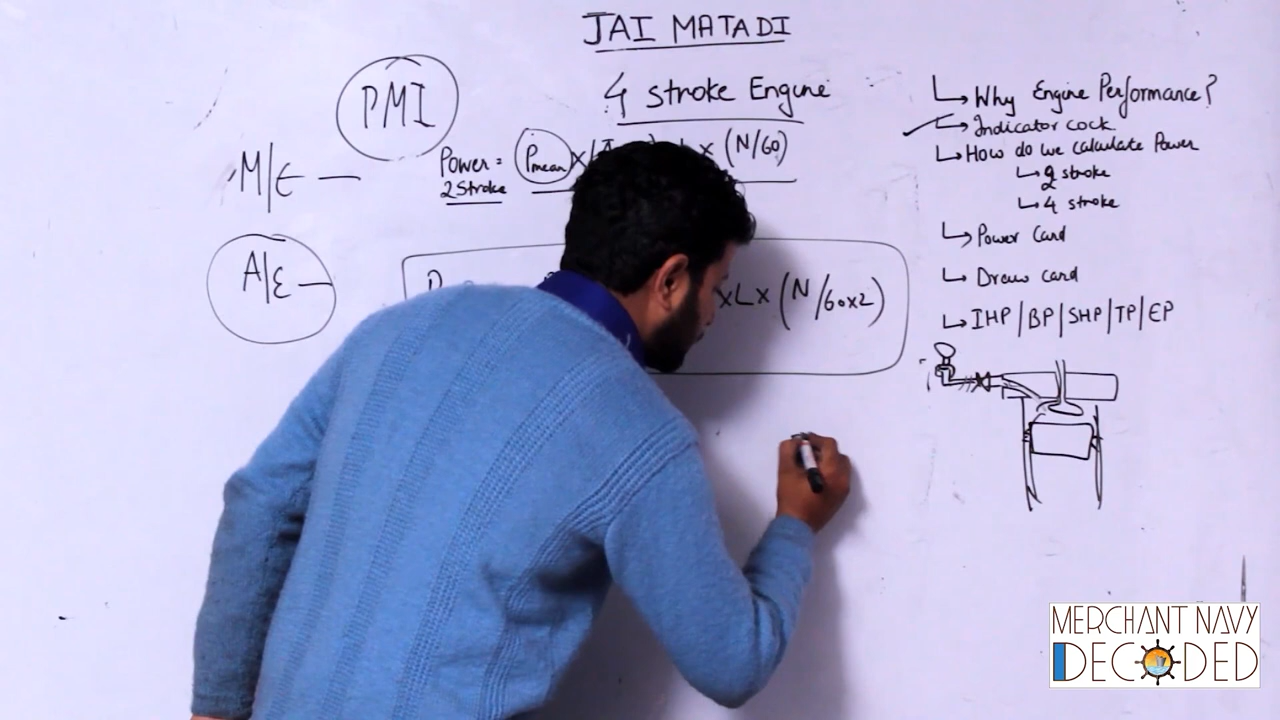 JAI MATADI
PMI
4 stroke Engine
M/E —
A/E —
Power = Pmean x (N/60)
2 Stroke
x L x (N/60x2)
Why Engine Performance?
Indicator cock
How do we calculate Power
2 stroke
4 stroke
Power Card
Draw card
IHP/BP/SHP/TP/EP
MERCHANT NAVY
DECODED